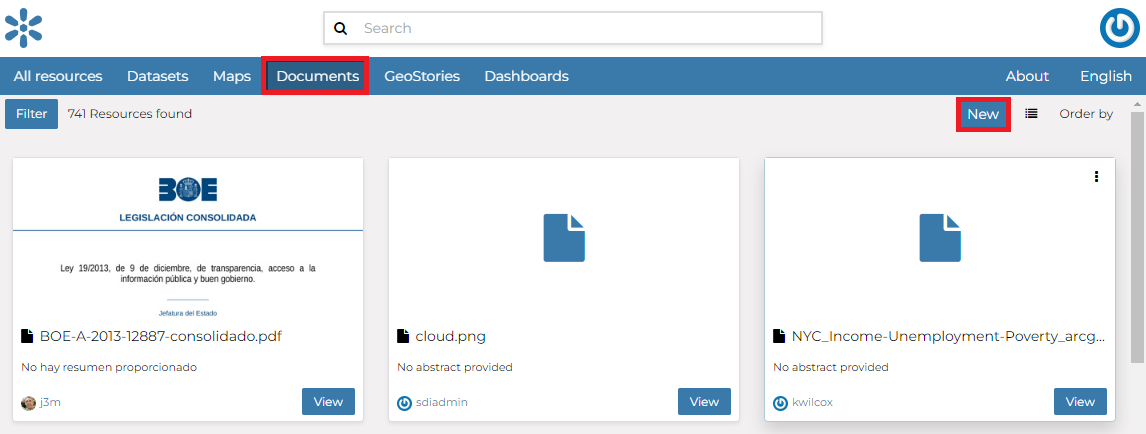 Search
All resources Datasets Maps Documents GeoStories Dashboards About English
Filter 741 Resources found New Order by
BOE
LEGISLACIÓN CONSOLIDADA
Ley 19/2013, de 9 de diciembre, de transparencia, acceso a la
información pública y buen gobierno.
Jefatura del Estado
BOE-A-2013-12887-consolidado.pdf
No hay resumen proporcionado
j3m View
cloud.png
No abstract provided
sdiadmin View
NYC_Income-Unemployment-Poverty_arcg...
No abstract provided
kwilcox View